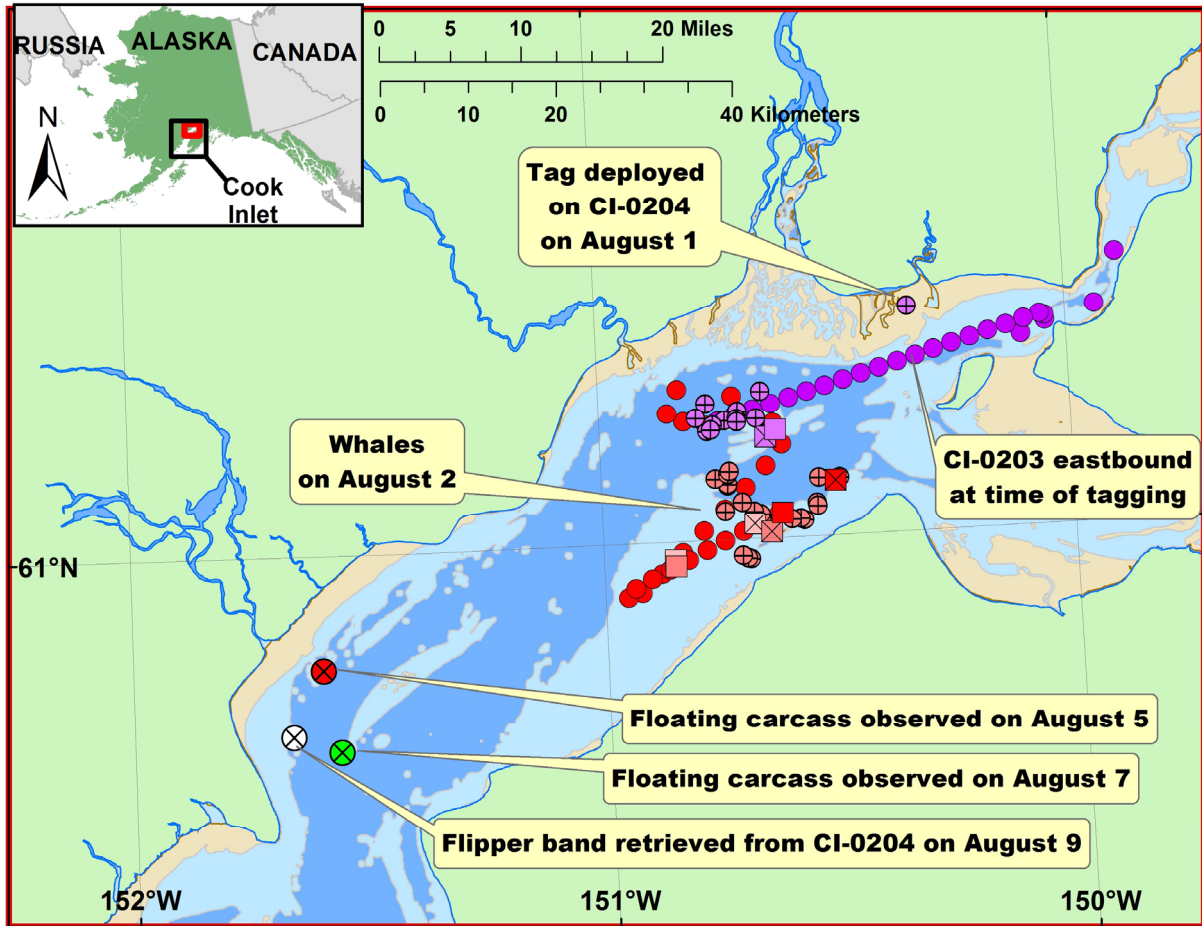 RUSSIA
ALASKA
CANADA
N
Cook
Inlet
0 5 10 20 Miles
0 10 20 40 Kilometers
Tag deployed
on CI-0204
on August 1
Whales
on August 2
CI-0203 eastbound
at time of tagging
61°N
Floating carcass observed on August 5
Floating carcass observed on August 7
Flipper band retrieved from CI-0204 on August 9
152°W
151°W
150°W